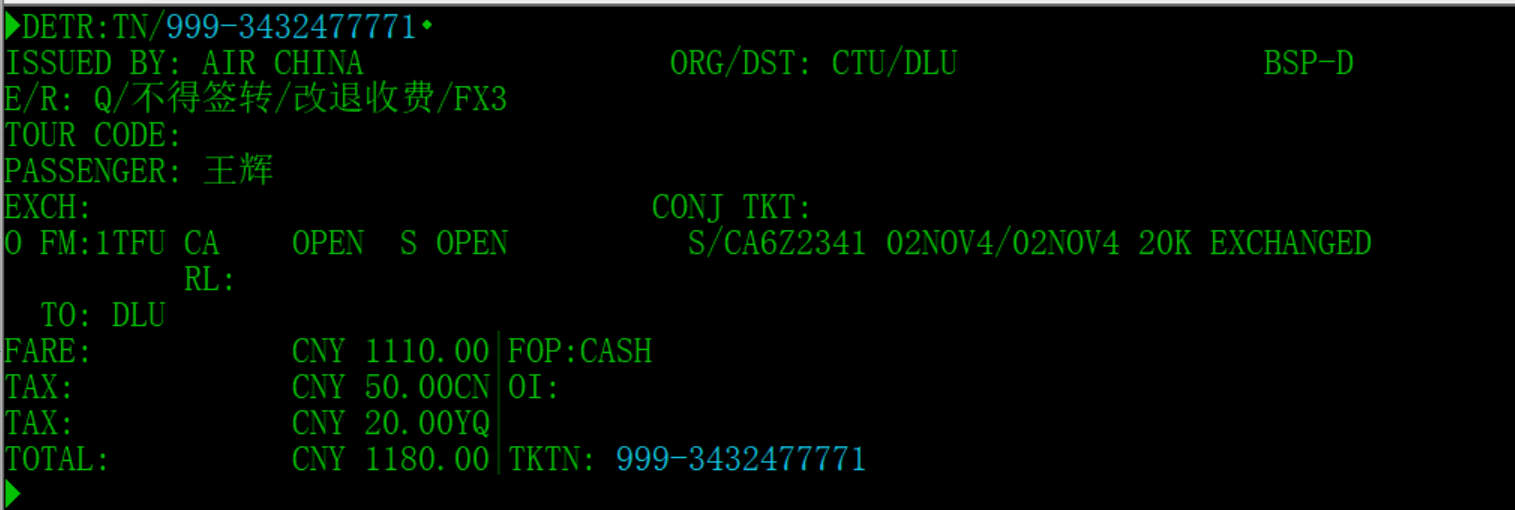 ▶DETR:TN/999-3432477771•
ISSUED BY: AIR CHINA ORG/DST: CTU/DLU BSP-D
E/R: Q/不得签转/改退收费/FX3
TOUR CODE:
PASSENGER: 王辉
EXCH: CONJ TKT:
O FM:1TFU CA OPEN S OPEN S/CA6Z2341 02NOV4/02NOV4 20K EXCHANGED
RL:
TO: DLU
FARE: CNY 1110.00|FOP:CASH
TAX: CNY 50.00CN|OI:
TAX: CNY 20.00YQ|
TOTAL: CNY 1180.00|TKTN: 999-3432477771
▶